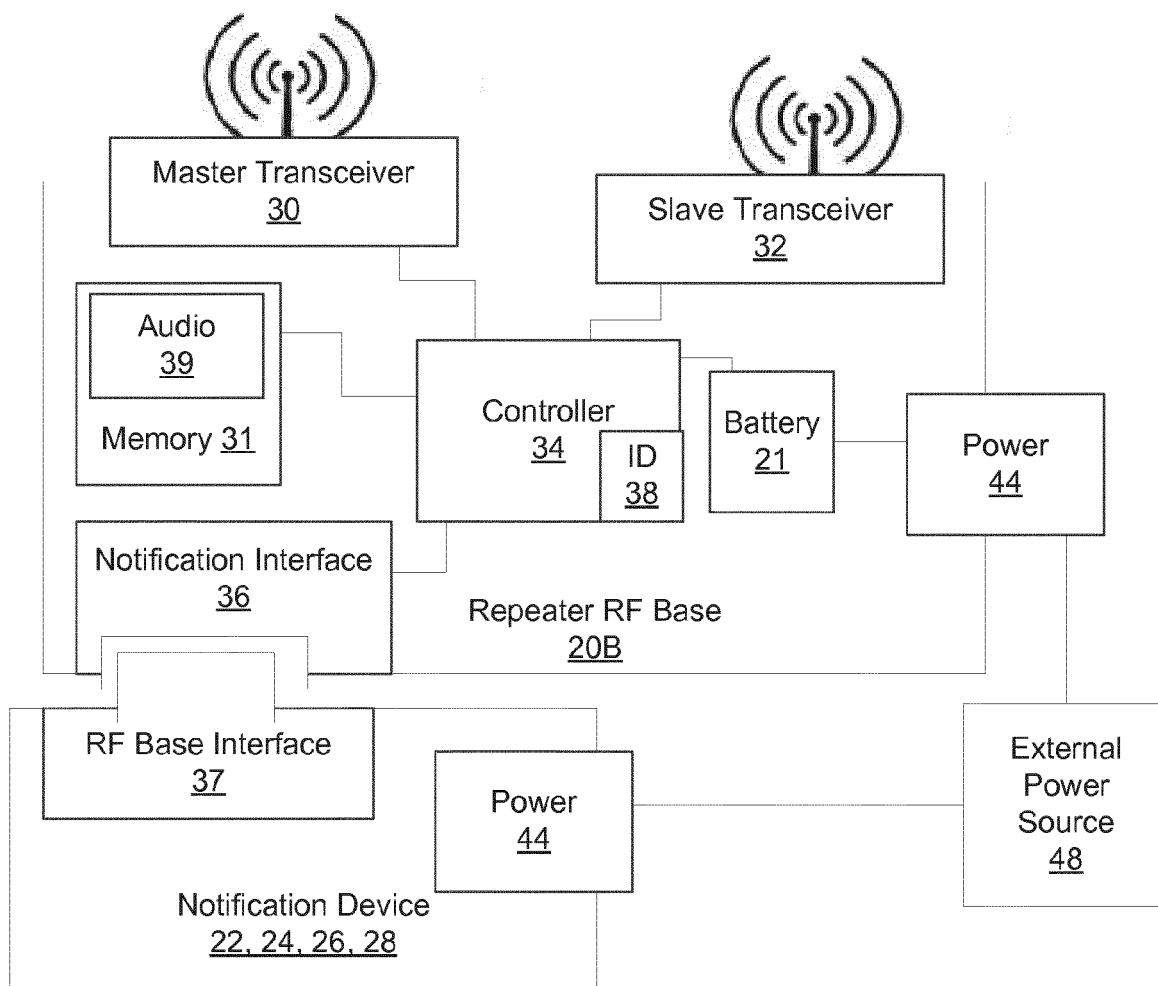 Master Transceiver
30
Slave Transceiver
32
Audio
39
Memory 31
Controller
34
ID
38
Battery
21
Power
44
Notification Interface
36
Repeater RF Base
20B
RF Base Interface
37
Power
44
External
Power
Source
48
Notification Device
22, 24, 26, 28